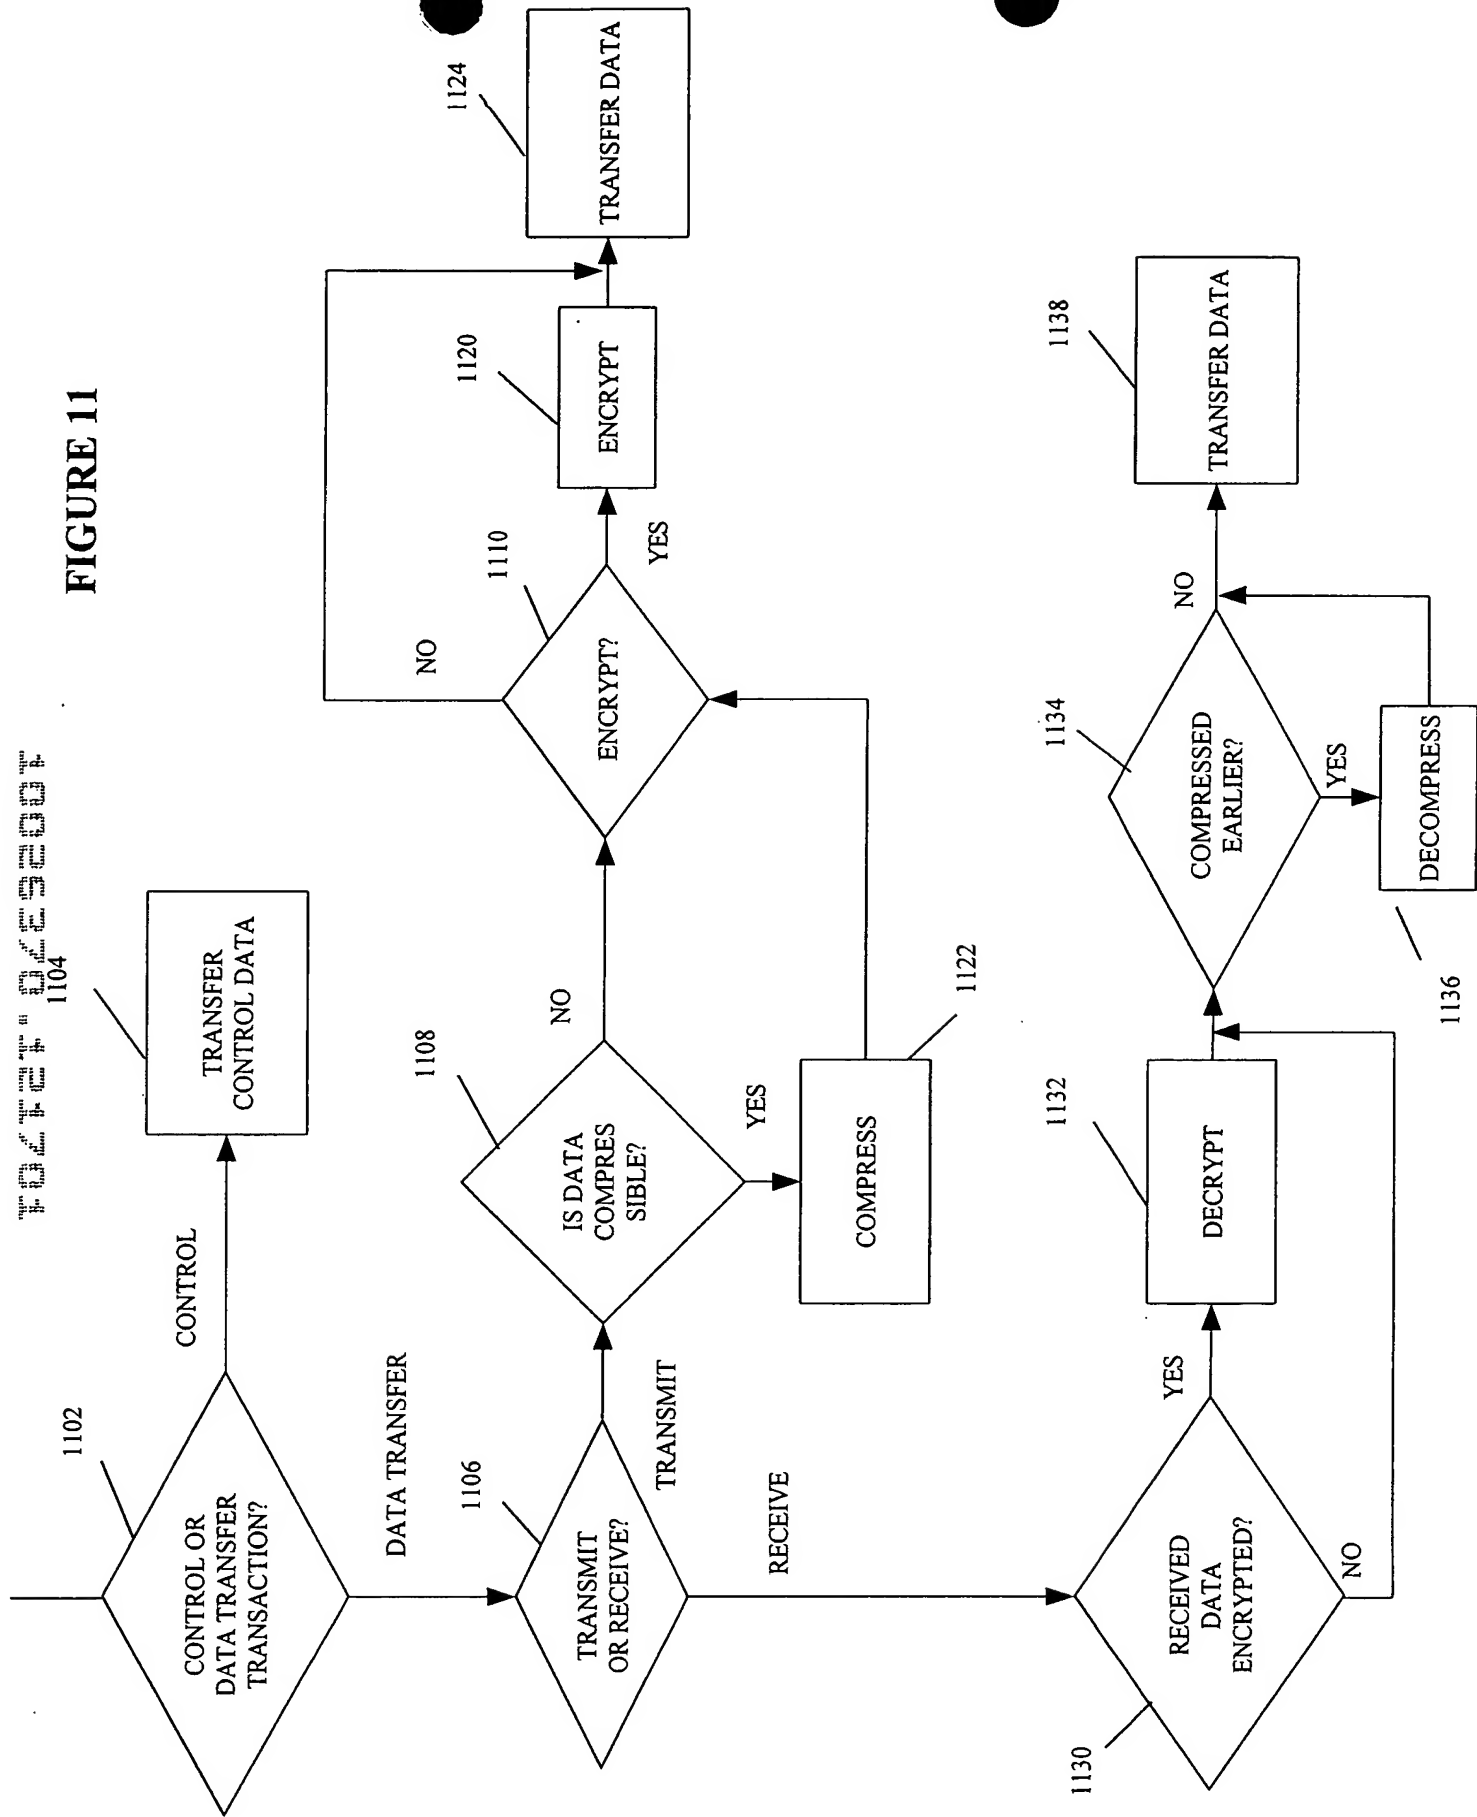 FIGURE 11
1102
CONTROL OR
DATA TRANSFER
TRANSACTION?
CONTROL
1104
TRANSFER
CONTROL DATA
DATA TRANSFER
1106
TRANSMIT
OR RECEIVE?
TRANSMIT
1108
IS DATA
COMPRES
SIBLE?
NO
1110
ENCRYPT?
NO
YES
1120
ENCRYPT
1124
TRANSFER DATA
YES
1122
COMPRESS
RECEIVE
1130
RECEIVED
DATA
ENCRYPTED?
YES
NO
1132
DECRYPT
1134
COMPRESSED
EARLIER?
NO
YES
1136
DECOMPRESS
1138
TRANSFER DATA